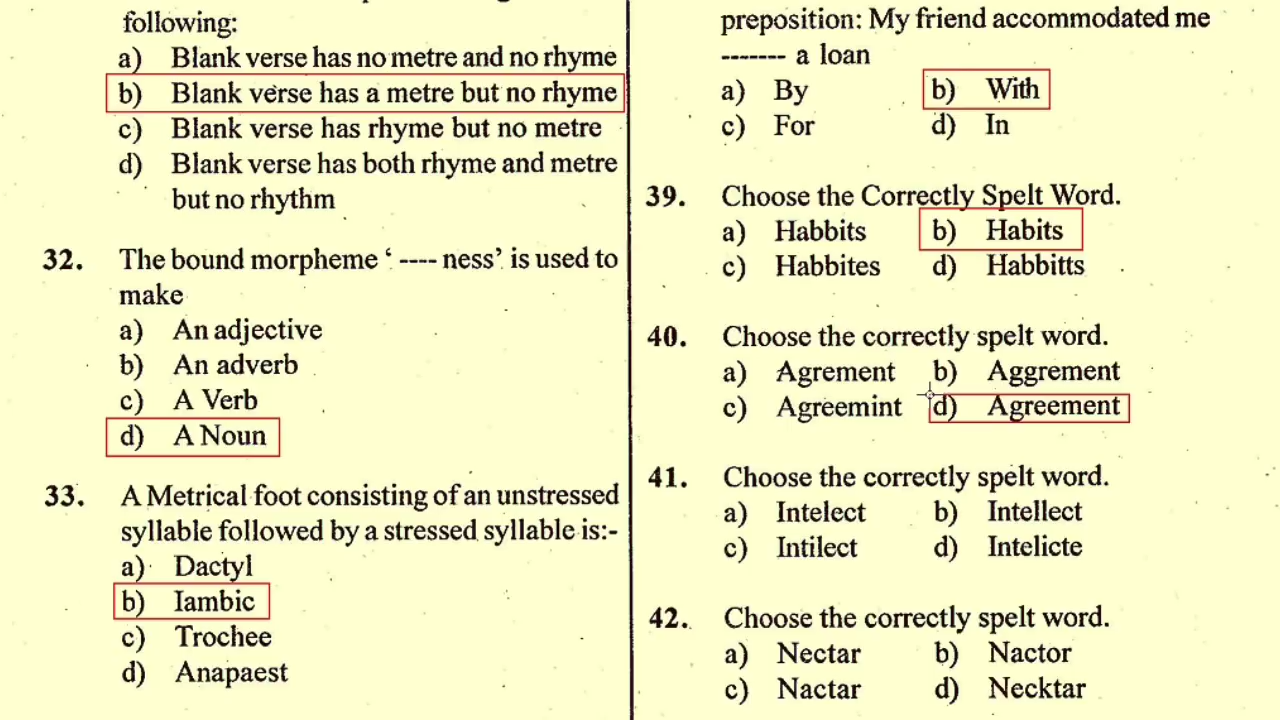 following:
a) Blank verse has no metre and no rhyme
b) Blank verse has a metre but no rhyme
c) Blank verse has rhyme but no metre
d) Blank verse has both rhyme and metre
but no rhythm
32. The bound morpheme ‘ ---- ness’ is used to
make
a) An adjective
b) An adverb
c) A Verb
d) A Noun
33. A Metrical foot consisting of an unstressed
syllable followed by a stressed syllable is:-
a) Dactyl
b) Iambic
c) Trochee
d) Anapaest
preposition: My friend accommodated me
------- a loan
a) By b) With
c) For d) In
39. Choose the Correctly Spelt Word.
a) Habbits b) Habits
c) Habbites d) Habbitts
40. Choose the correctly spelt word.
a) Agrement b) Aggrement
c) Agreemint d) Agreement
41. Choose the correctly spelt word.
a) Intelect b) Intellect
c) Intilect d) Intelicte
42. Choose the correctly spelt word.
a) Nectar b) Nactor
c) Nactar d) Necktar